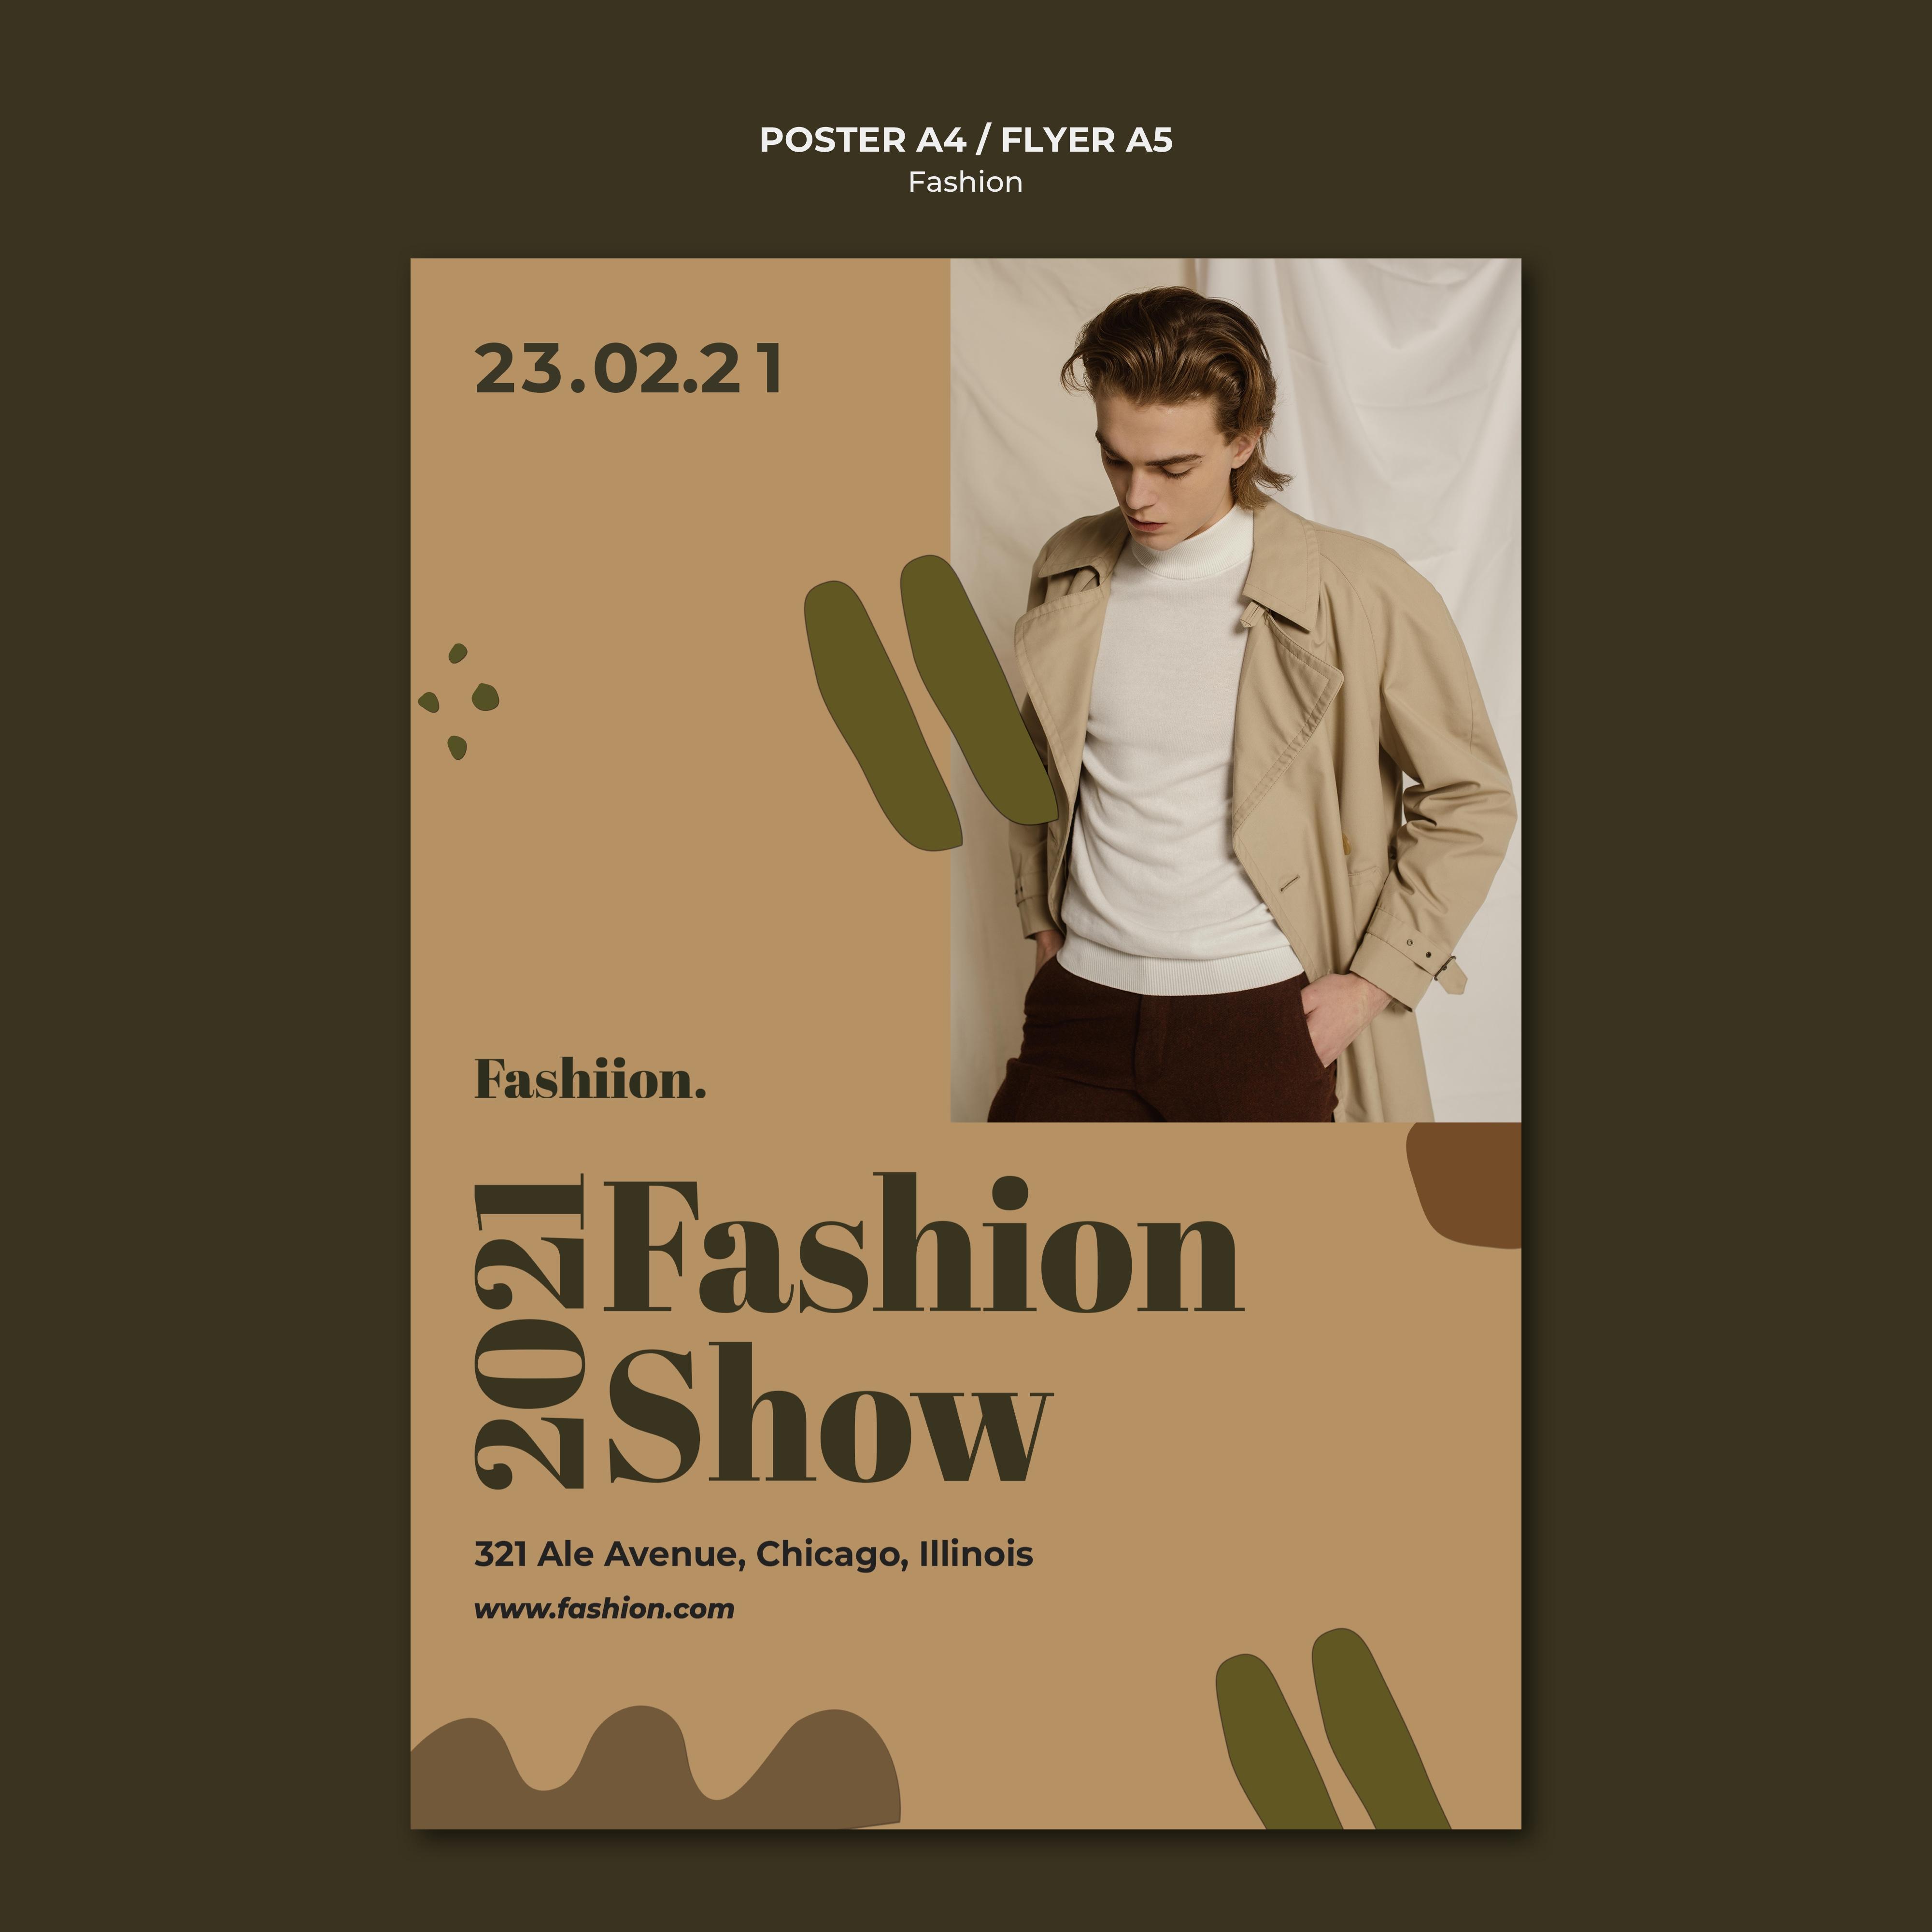 POSTER A4 / FLYER A5
Fashion
23.02.21
Fashiion.
2021
Fashion
Show
321 Ale Avenue, Chicago, Illinois
www.fashion.com